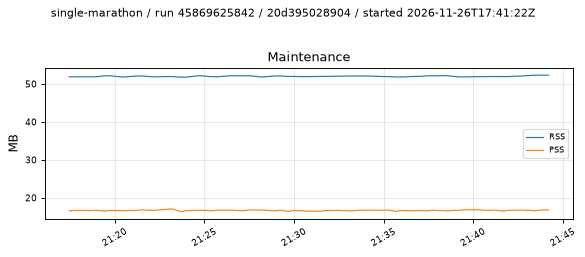 single-marathon / run 45869625842 / 20d395028904 / started 2026-11-26T17:41:22Z
Maintenance
MB
50
40
30
20
RSS
PSS
21:20
21:25
21:30
21:35
21:40
21:45